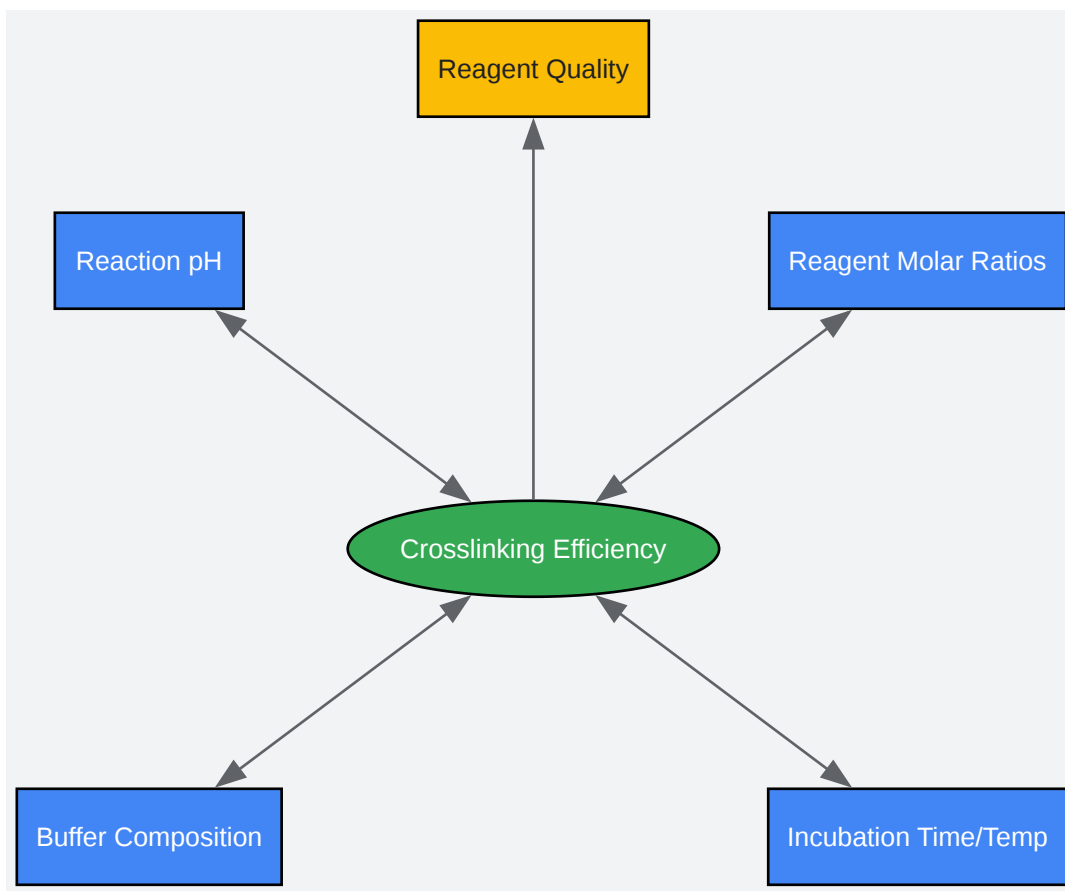 Reagent Quality
Reaction pH
Reagent Molar Ratios
Crosslinking Efficiency
Buffer Composition
Incubation Time/Temp